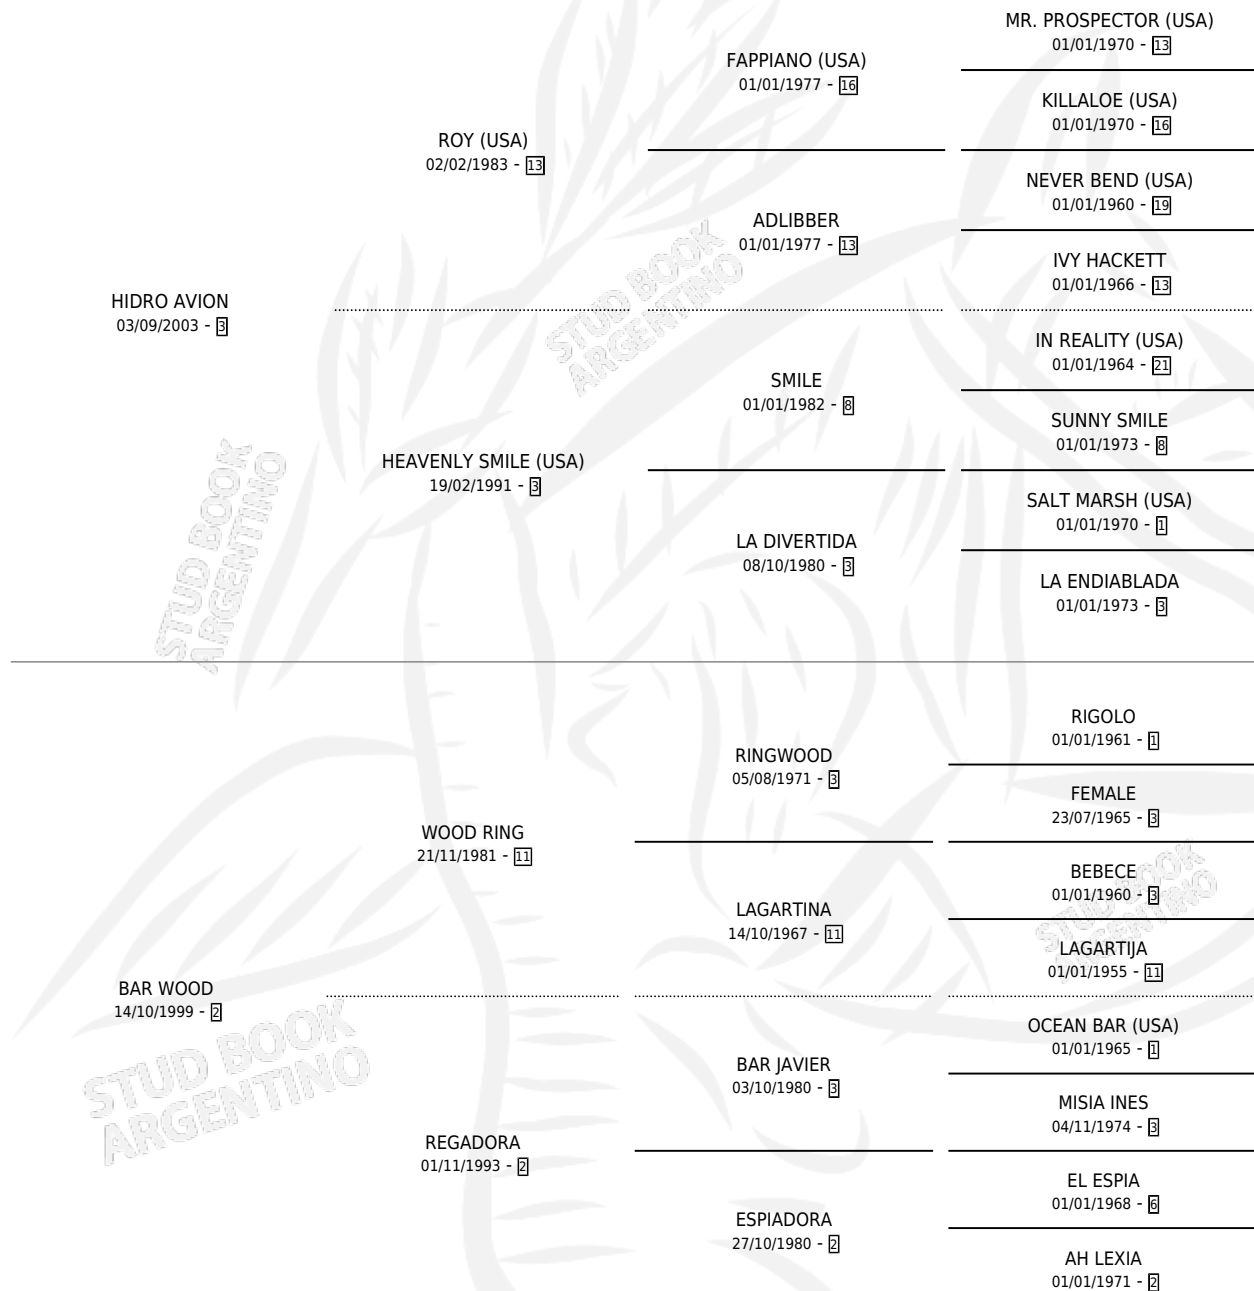 MR. PROSPECTOR (USA)
01/01/1970 - 13
FAPPIANO (USA)
01/01/1977 - 16
KILLALOE (USA)
01/01/1970 - 16
ROY (USA)
02/02/1983 - 13
NEVER BEND (USA)
01/01/1960 - 19
ADLIBBER
01/01/1977 - 13
IVY HACKETT
01/01/1966 - 13
HIDRO AVION
03/09/2003 - 3
IN REALITY (USA)
01/01/1964 - 21
SMILE
01/01/1982 - 8
SUNNY SMILE
01/01/1973 - 8
HEAVENLY SMILE (USA)
19/02/1991 - 3
SALT MARSH (USA)
01/01/1970 - 1
LA DIVERTIDA
08/10/1980 - 3
LA ENDIABLADA
01/01/1973 - 3
RIGOLO
01/01/1961 - 1
RINGWOOD
05/08/1971 - 3
FEMALE
23/07/1965 - 3
WOOD RING
21/11/1981 - 11
BEBECE
01/01/1960 - 3
LAGARTINA
14/10/1967 - 11
LAGARTIJA
01/01/1955 - 11
BAR WOOD
14/10/1999 - 2
OCEAN BAR (USA)
01/01/1965 - 1
BAR JAVIER
03/10/1980 - 3
MISIA INES
04/11/1974 - 3
REGADORA
01/11/1993 - 2
EL ESPIA
01/01/1968 - 6
ESPIADORA
27/10/1980 - 2
AH LEXIA
01/01/1971 - 2
STUD BOOK
ARGENTINO
STUD BOOK
ARGENTINO
STUD BOOK
ARGENTINO
STUD BOOK
ARGENTINO